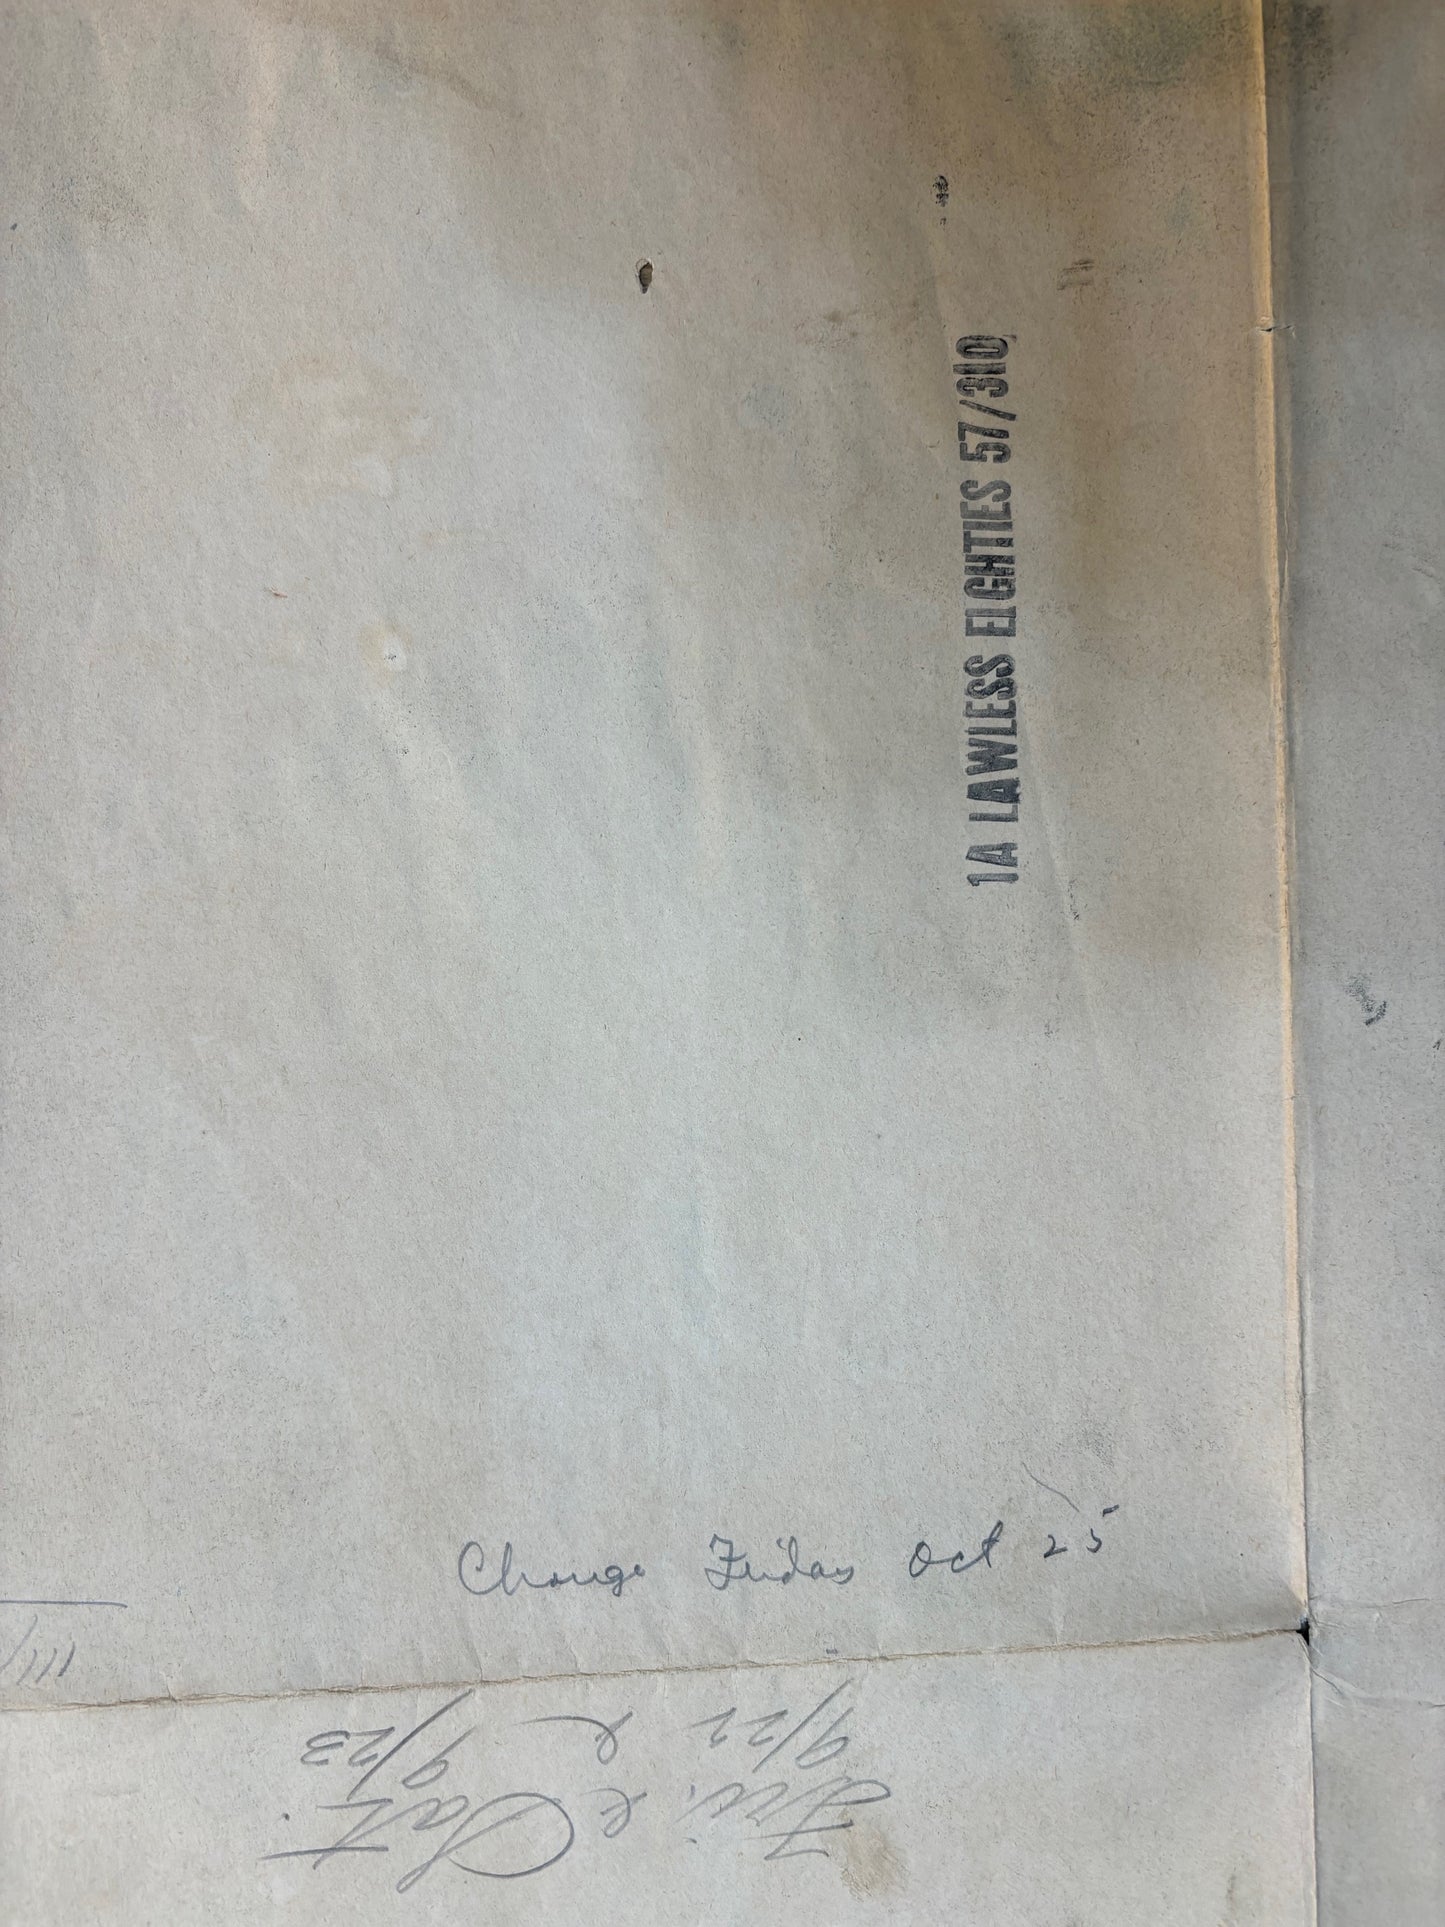 1A LAWLESS EIGHTIES 57/310
Change Friday Oct 25
Fri. & Sat.
9/22 & 9/23